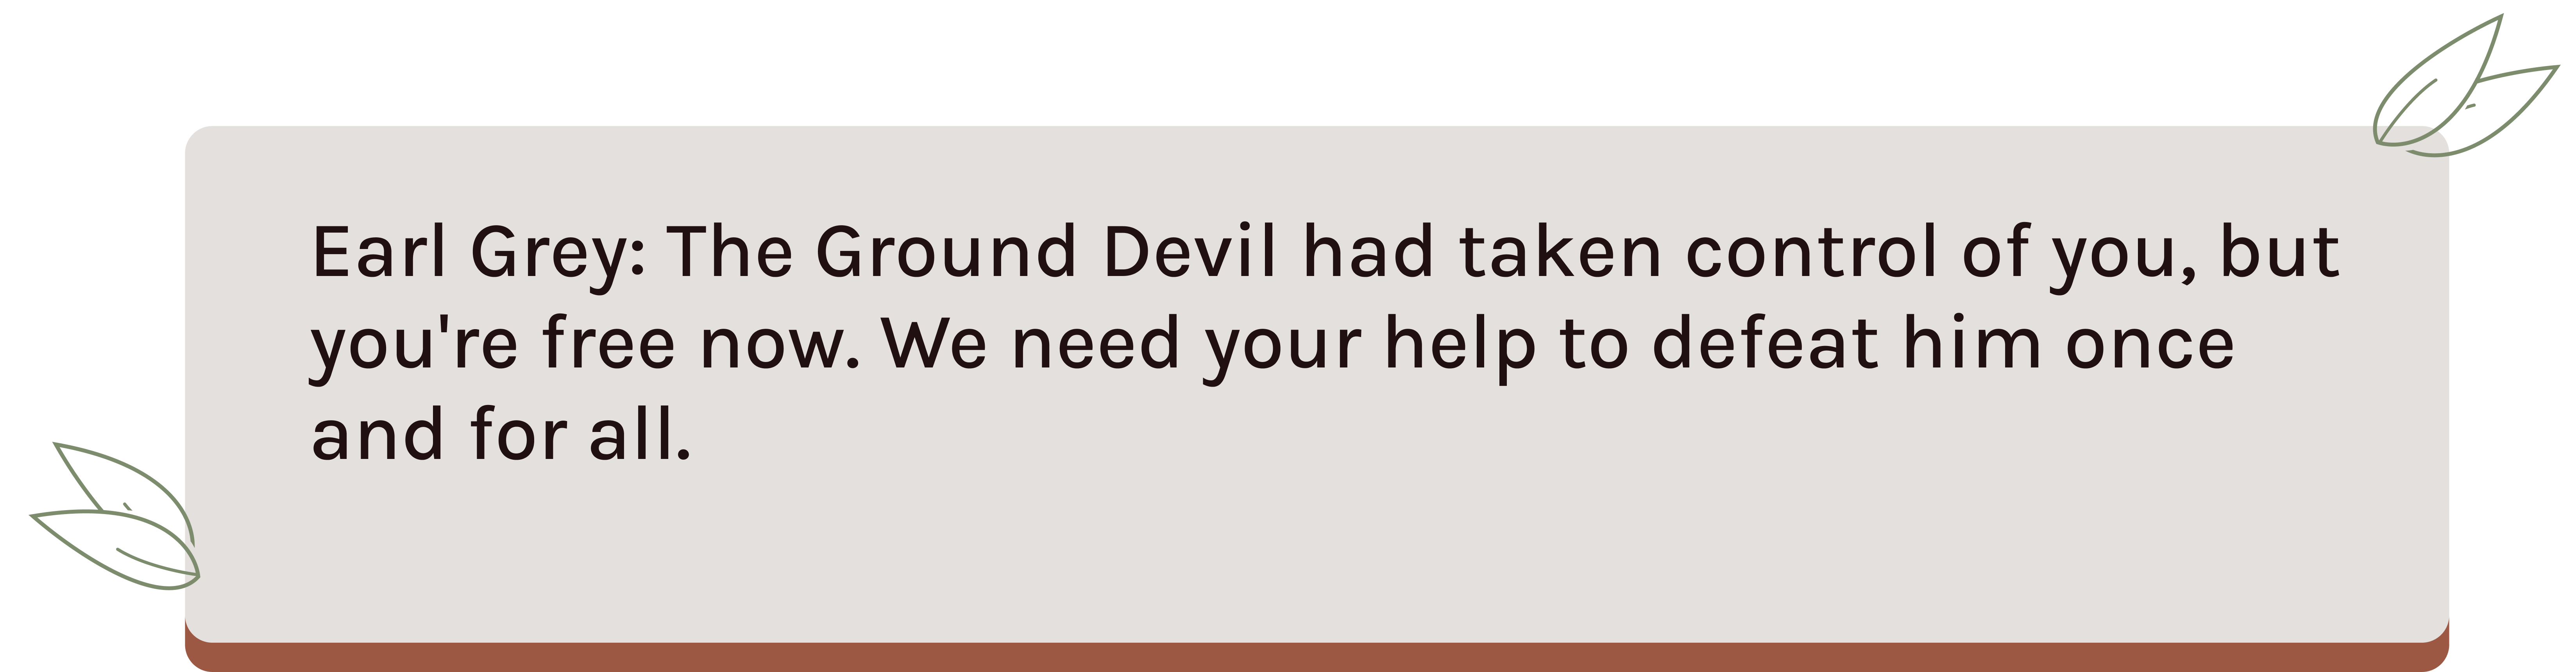 Earl Grey: The Ground Devil had taken control of you, but
you're free now. We need your help to defeat him once
and for all.